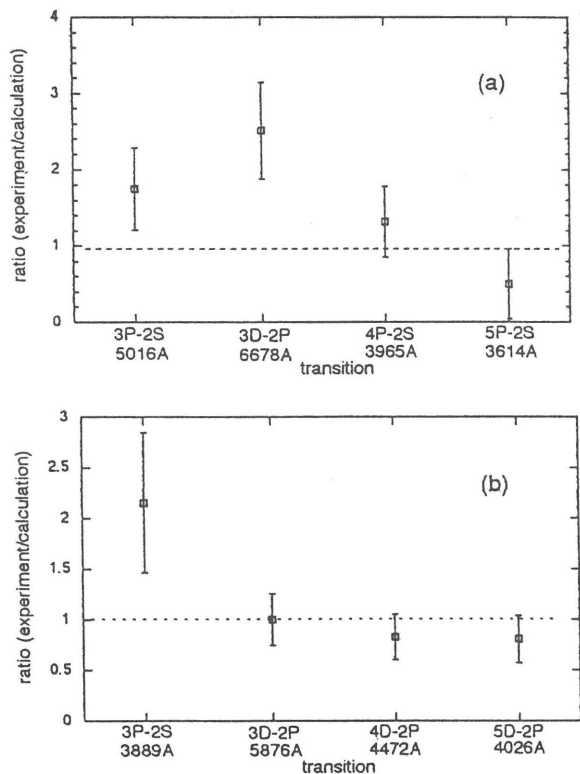 4
(a)
3
2
1
0
ratio (experiment/calculation)
3P-2S 3D-2P 4P-2S 5P-2S
5016A 6678A 3965A 3614A
transition
3
(b)
2.5
2
1.5
1
0.5
0
ratio (experiment/calculation)
3P-2S 3D-2P 4D-2P 5D-2P
3889A 5876A 4472A 4026A
transition